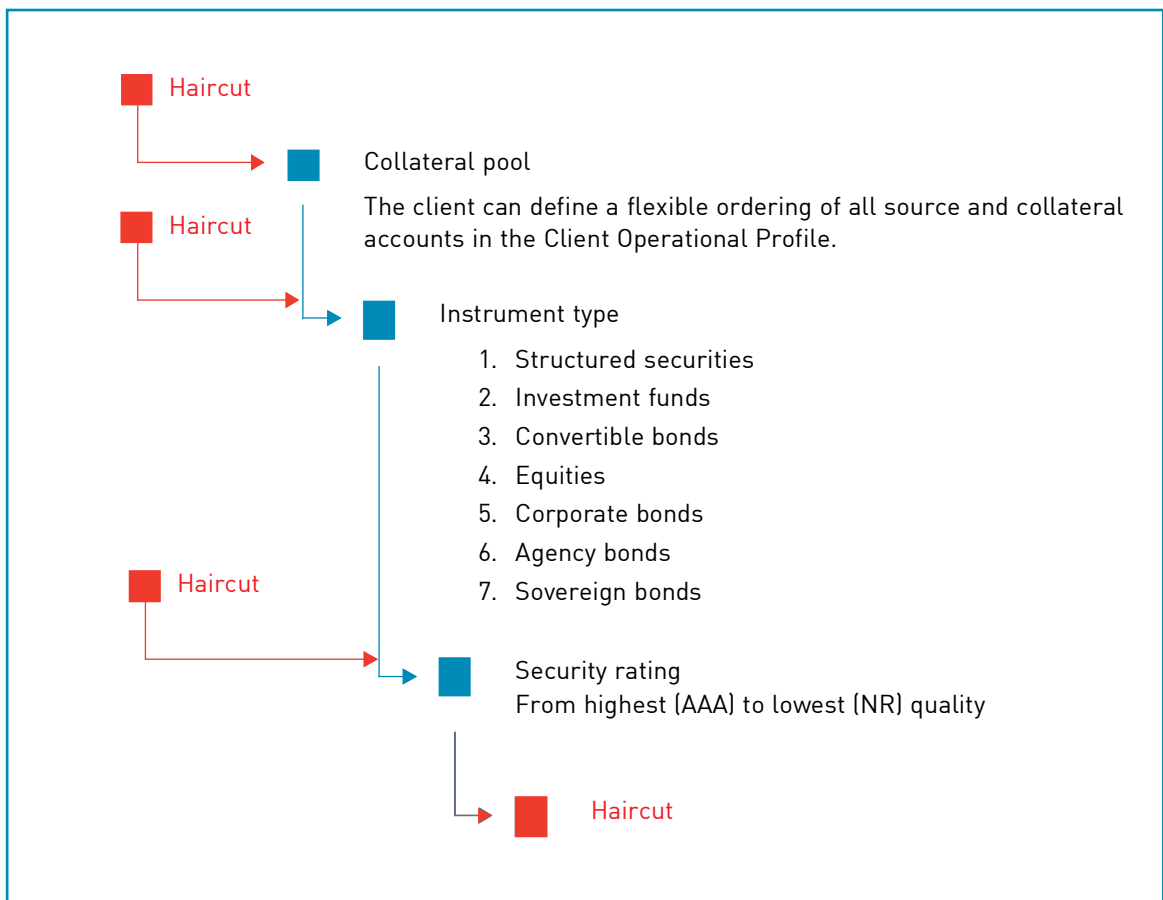 Haircut
Collateral pool
The client can define a flexible ordering of all source and collateral
accounts in the Client Operational Profile.
Haircut
Instrument type
1. Structured securities
2. Investment funds
3. Convertible bonds
4. Equities
5. Corporate bonds
6. Agency bonds
7. Sovereign bonds
Haircut
Security rating
From highest (AAA) to lowest (NR) quality
Haircut